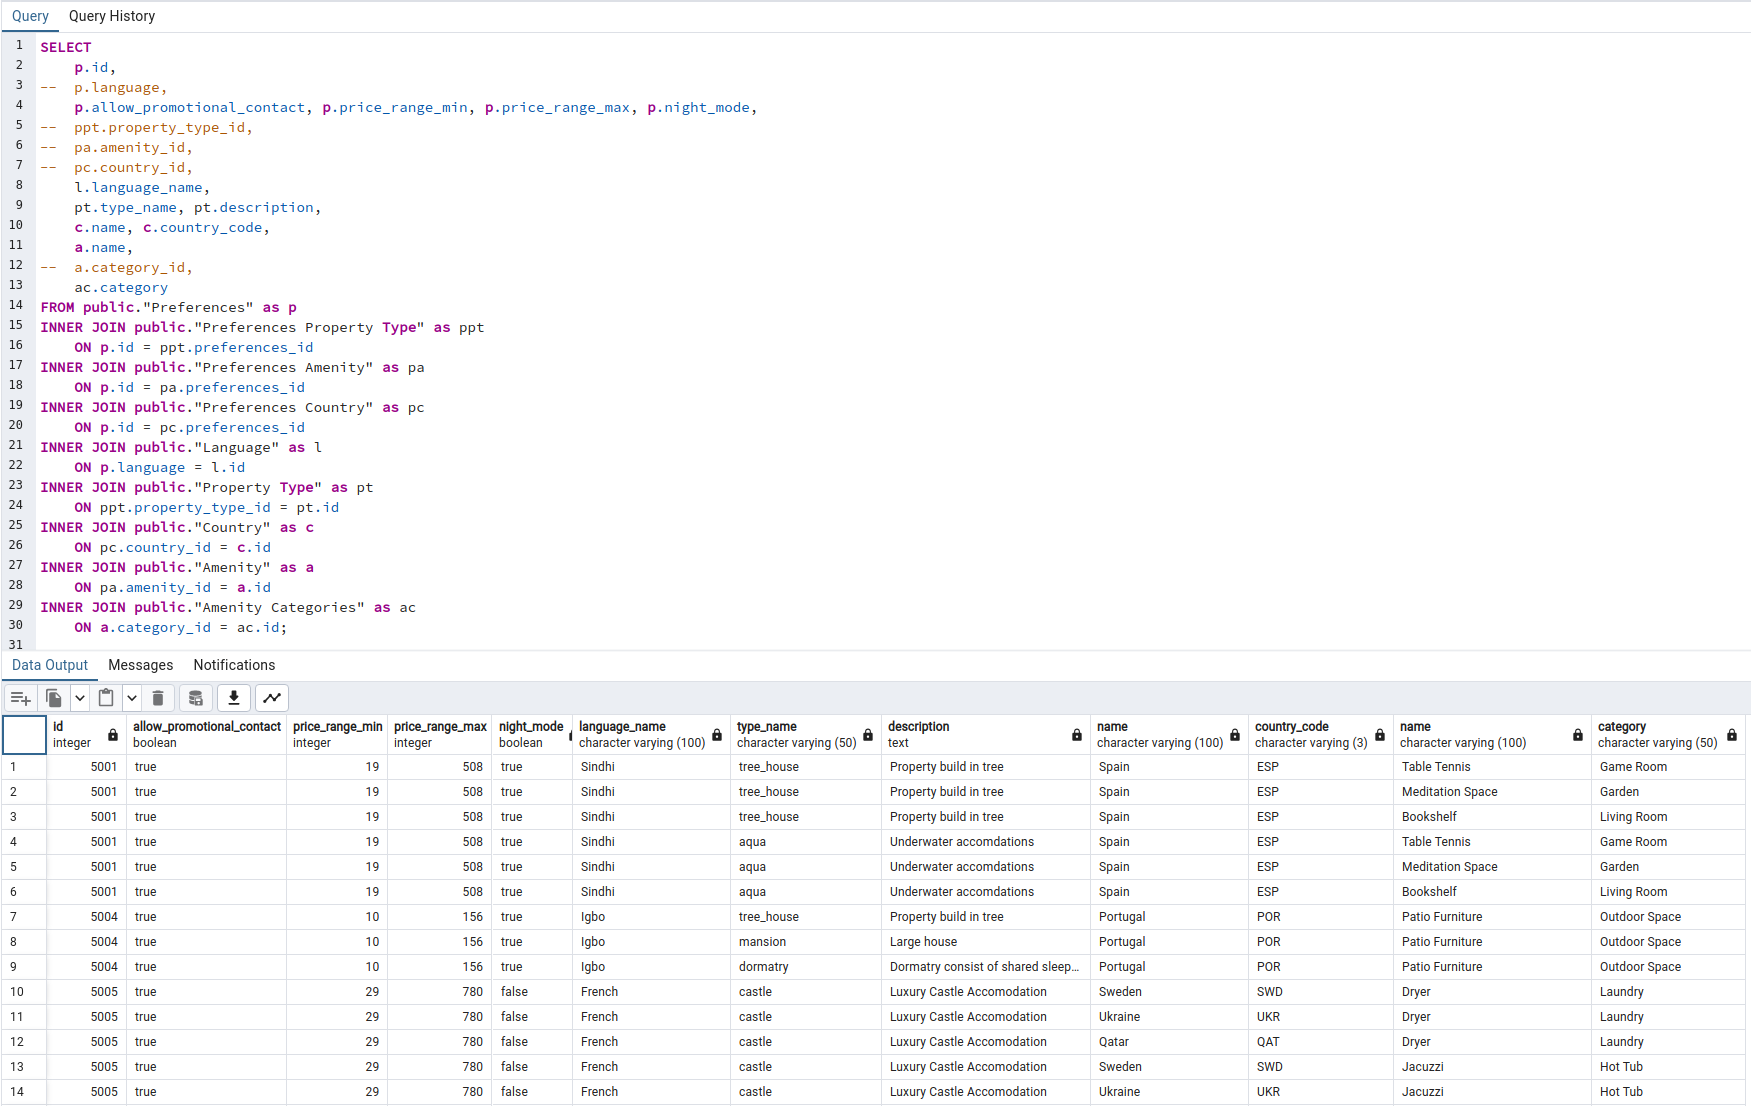 Query Query History
1 SELECT
2 p.id,
3 -- p.language,
4 p.allow_promotional_contact, p.price_range_min, p.price_range_max, p.night_mode,
5 -- ppt.property_type_id,
6 -- pa.amenity_id,
7 -- pc.country_id,
8 l.language_name,
9 pt.type_name, pt.description,
10 c.name, c.country_code,
11 a.name,
12 -- a.category_id,
13 ac.category
14 FROM public."Preferences" as p
15 INNER JOIN public."Preferences Property Type" as ppt
16 ON p.id = ppt.preferences_id
17 INNER JOIN public."Preferences Amenity" as pa
18 ON p.id = pa.preferences_id
19 INNER JOIN public."Preferences Country" as pc
20 ON p.id = pc.preferences_id
21 INNER JOIN public."Language" as l
22 ON p.language = l.id
23 INNER JOIN public."Property Type" as pt
24 ON ppt.property_type_id = pt.id
25 INNER JOIN public."Country" as c
26 ON pc.country_id = c.id
27 INNER JOIN public."Amenity" as a
28 ON pa.amenity_id = a.id
29 INNER JOIN public."Amenity Categories" as ac
30 ON a.category_id = ac.id;
31
Data Output Messages Notifications
id allow_promotional_contact price_range_min price_range_max night_mode language_name type_name description name country_code name category
integer boolean integer integer boolean character varying (100) character varying (50) text character varying (100) character varying (3) character varying (100) character varying (50)
1 5001 true 19 508 true Sindhi tree_house Property build in tree Spain ESP Table Tennis Game Room
2 5001 true 19 508 true Sindhi tree_house Property build in tree Spain ESP Meditation Space Garden
3 5001 true 19 508 true Sindhi tree_house Property build in tree Spain ESP Bookshelf Living Room
4 5001 true 19 508 true Sindhi aqua Underwater accomdations Spain ESP Table Tennis Game Room
5 5001 true 19 508 true Sindhi aqua Underwater accomdations Spain ESP Meditation Space Garden
6 5001 true 19 508 true Sindhi aqua Underwater accomdations Spain ESP Bookshelf Living Room
7 5004 true 10 156 true Igbo tree_house Property build in tree Portugal POR Patio Furniture Outdoor Space
8 5004 true 10 156 true Igbo mansion Large house Portugal POR Patio Furniture Outdoor Space
9 5004 true 10 156 true Igbo dormatry Dormatry consist of shared sleep... Portugal POR Patio Furniture Outdoor Space
10 5005 true 29 780 false French castle Luxury Castle Accomodation Sweden SWD Dryer Laundry
11 5005 true 29 780 false French castle Luxury Castle Accomodation Ukraine UKR Dryer Laundry
12 5005 true 29 780 false French castle Luxury Castle Accomodation Qatar QAT Dryer Laundry
13 5005 true 29 780 false French castle Luxury Castle Accomodation Sweden SWD Jacuzzi Hot Tub
14 5005 true 29 780 false French castle Luxury Castle Accomodation Ukraine UKR Jacuzzi Hot Tub